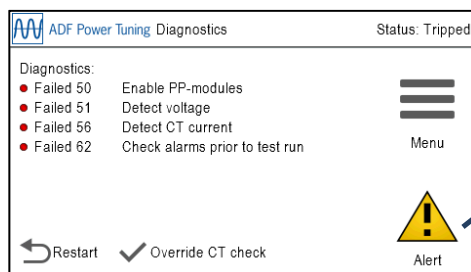 ADF Power Tuning Diagnostics Status: Tripped
Diagnostics:
Failed 50 Enable PP-modules
Failed 51 Detect voltage
Failed 56 Detect CT current
Failed 62 Check alarms prior to test run
Menu
Restart Override CT check Alert